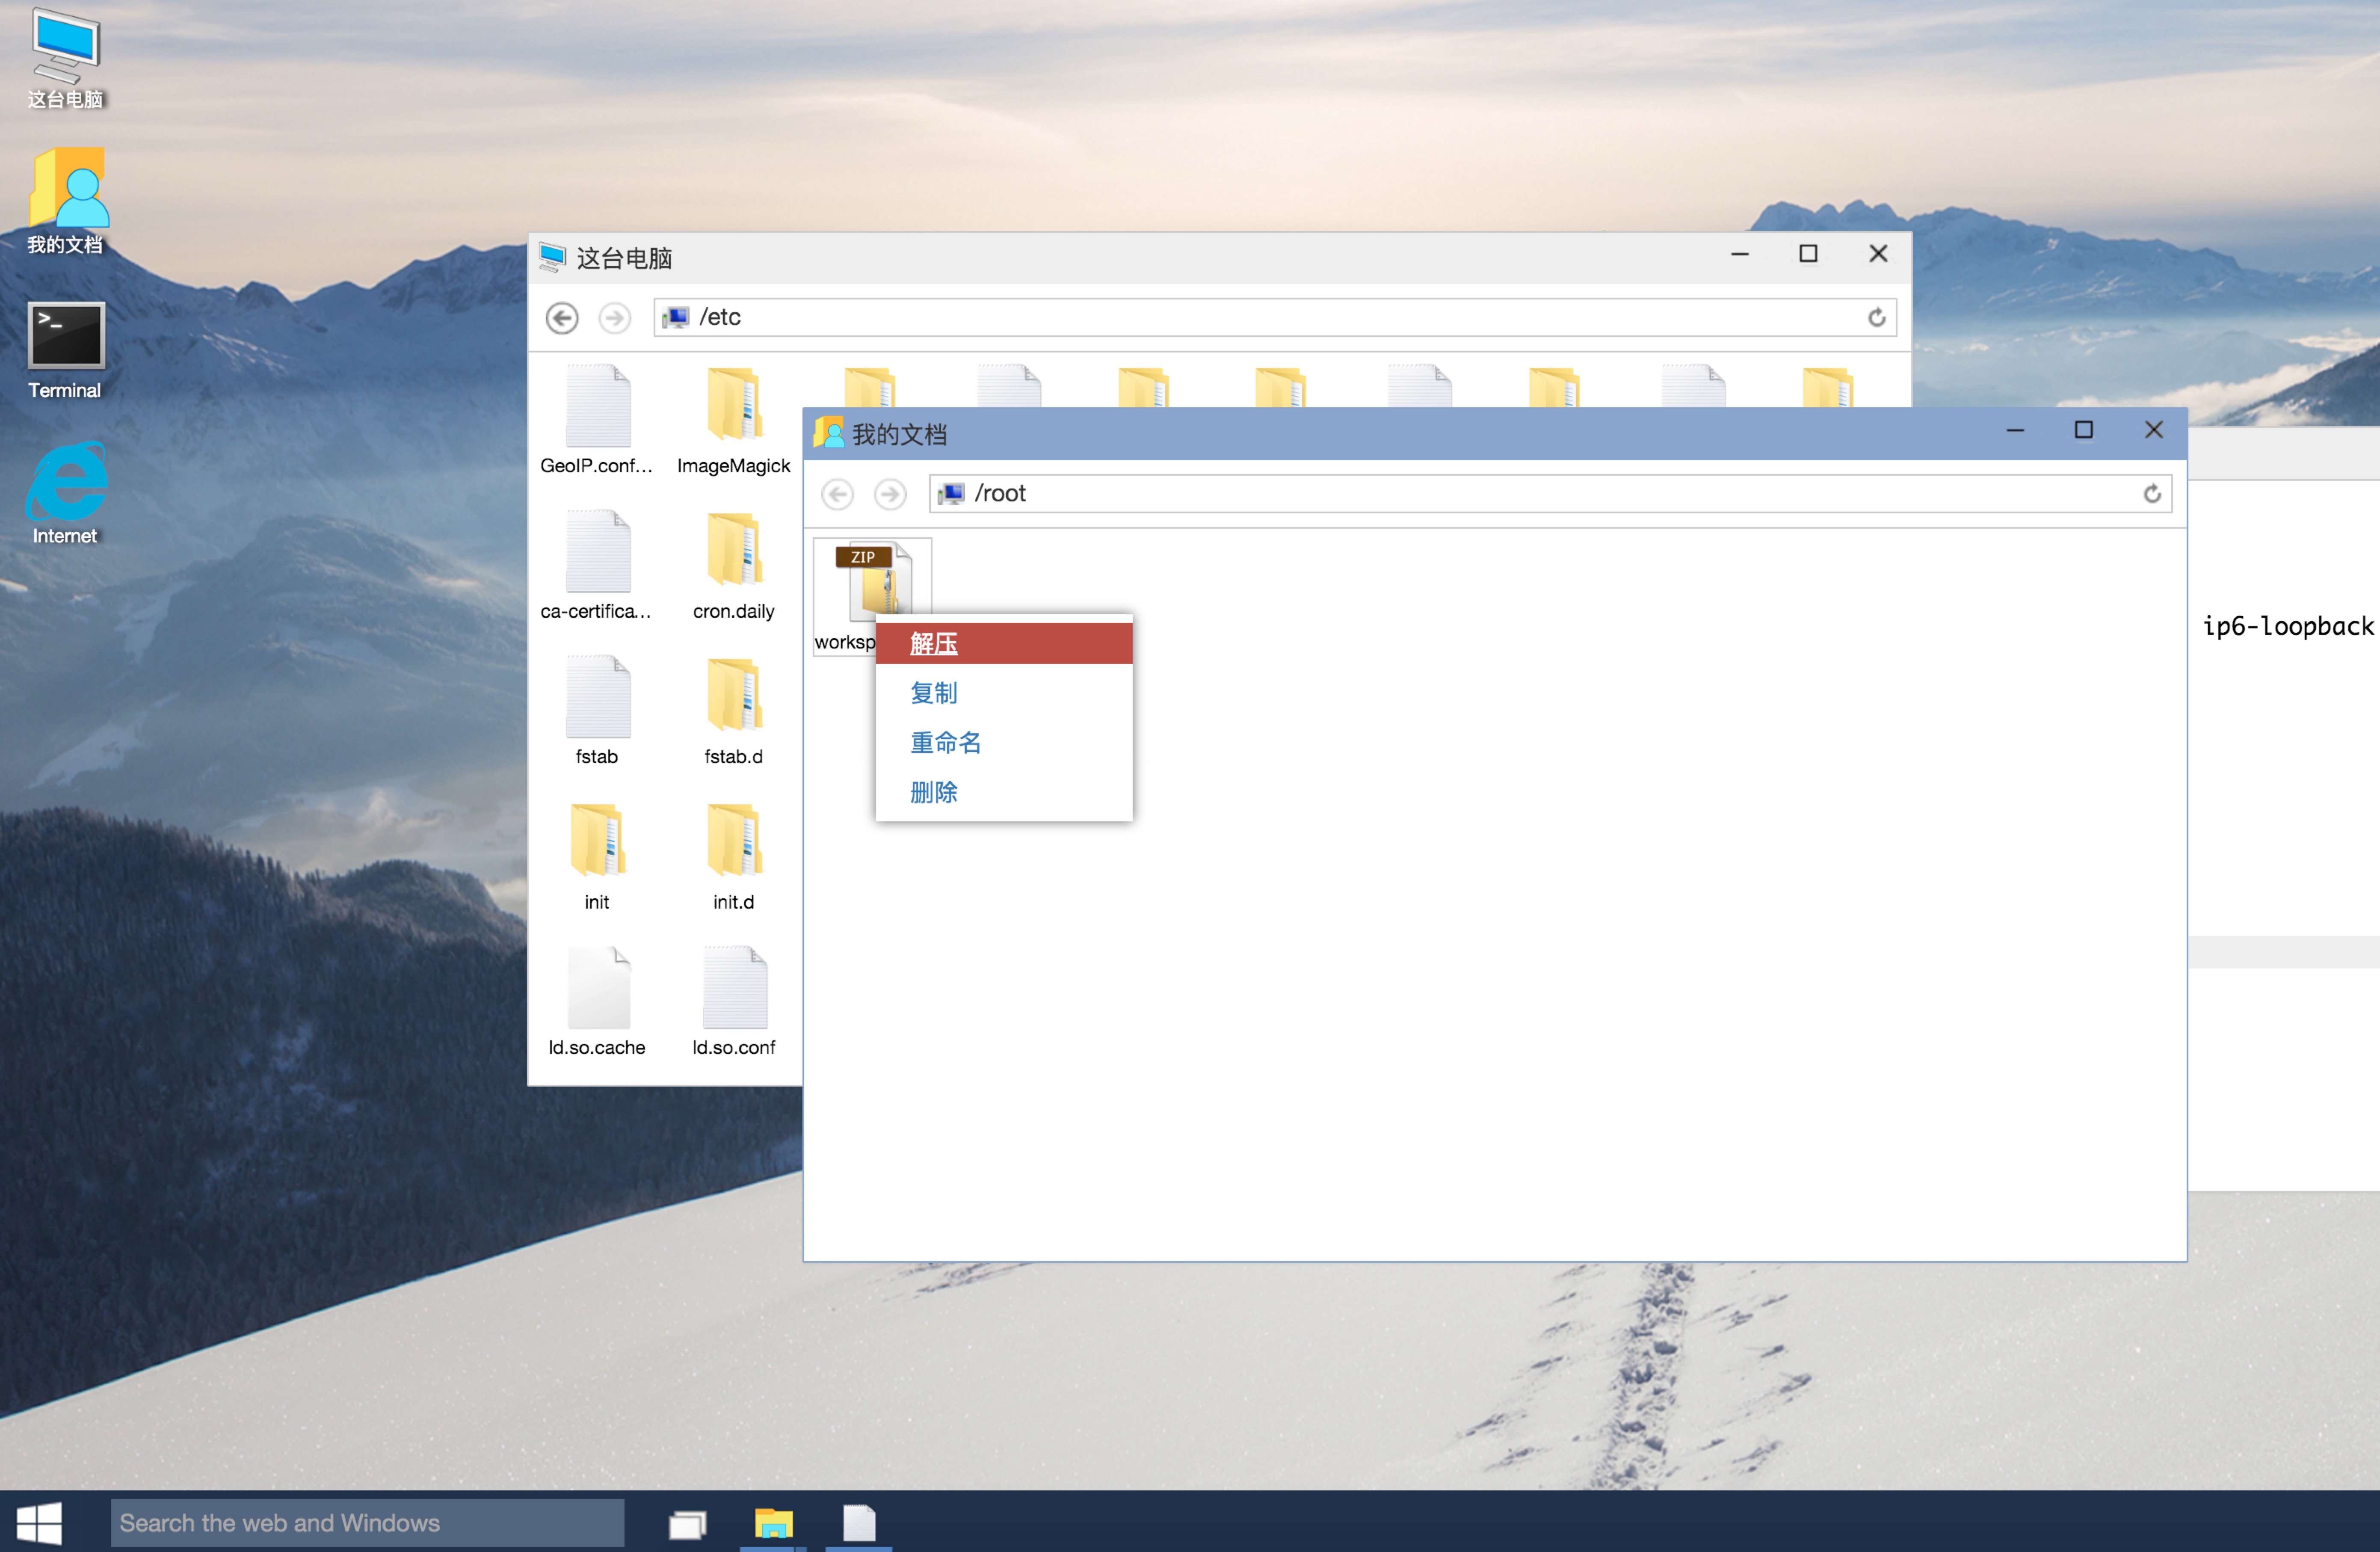 这台电脑
我的文档
Terminal
Internet
这台电脑
/etc
GeoIP.conf...
ImageMagick
ca-certifica...
cron.daily
fstab
fstab.d
init
init.d
ld.so.cache
ld.so.conf
我的文档
/root
ZIP
worksp
解压
复制
重命名
删除
ip6-loopback
Search the web and Windows